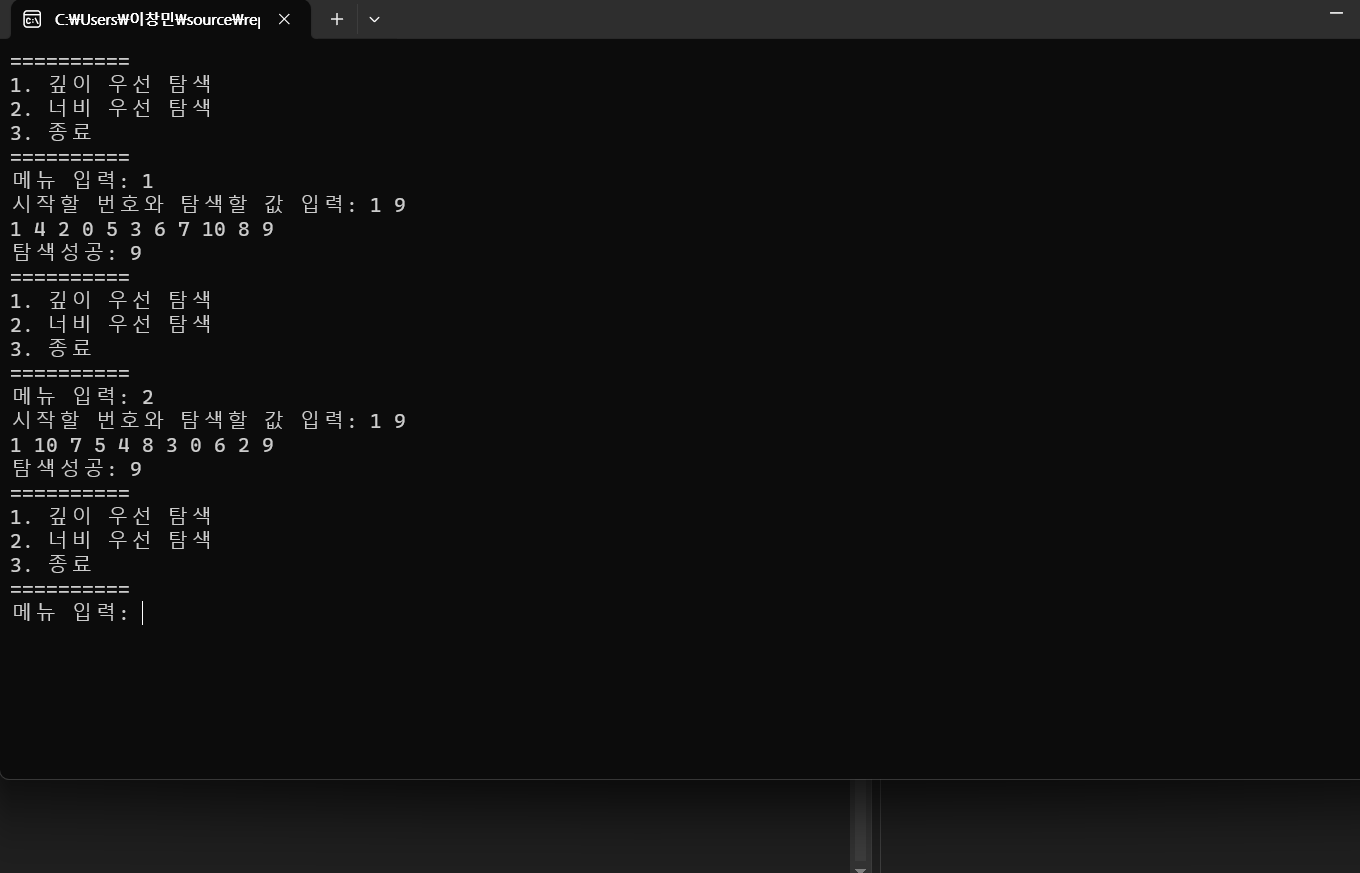 C:₩Users₩이창민₩source₩rep
==========
1. 깊이 우선 탐색
2. 너비 우선 탐색
3. 종료
==========
메뉴 입력: 1
시작할 번호와 탐색할 값 입력: 1 9
1 4 2 0 5 3 6 7 10 8 9
탐색성공: 9
==========
1. 깊이 우선 탐색
2. 너비 우선 탐색
3. 종료
==========
메뉴 입력: 2
시작할 번호와 탐색할 값 입력: 1 9
1 10 7 5 4 8 3 0 6 2 9
탐색성공: 9
==========
1. 깊이 우선 탐색
2. 너비 우선 탐색
3. 종료
==========
메뉴 입력: